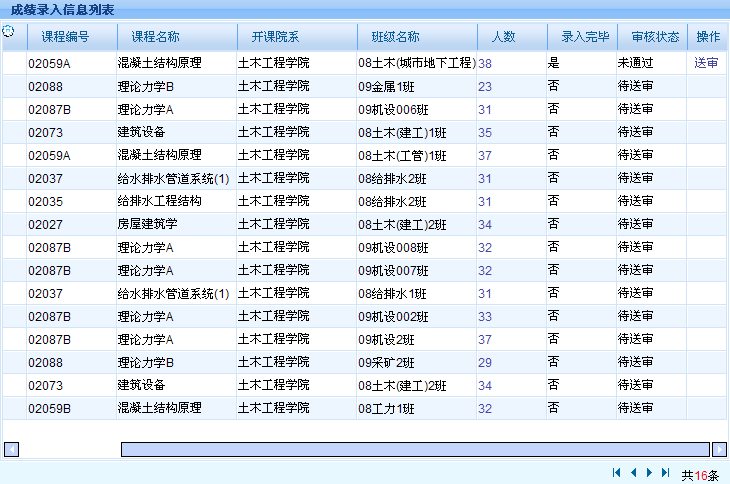 成绩录入信息列表
课程编号 课程名称 开课院系 班级名称 人数 录入完毕 审核状态 操作
02059A 混凝土结构原理 土木工程学院 08土木(城市地下工程) 38 是 未通过 送审
02088 理论力学B 土木工程学院 09金属1班 23 否 待送审
02087B 理论力学A 土木工程学院 09机设006班 31 否 待送审
02073 建筑设备 土木工程学院 08土木(建工)1班 35 否 待送审
02059A 混凝土结构原理 土木工程学院 08土木(工管)1班 37 否 待送审
02037 给水排水管道系统(1) 土木工程学院 08给排水2班 31 否 待送审
02035 给排水工程结构 土木工程学院 08给排水2班 31 否 待送审
02027 房屋建筑学 土木工程学院 08土木(建工)2班 34 否 待送审
02087B 理论力学A 土木工程学院 09机设008班 32 否 待送审
02087B 理论力学A 土木工程学院 09机设007班 32 否 待送审
02037 给水排水管道系统(1) 土木工程学院 08给排水1班 31 否 待送审
02087B 理论力学A 土木工程学院 09机设002班 33 否 待送审
02087B 理论力学A 土木工程学院 09机设2班 37 否 待送审
02088 理论力学B 土木工程学院 09采矿2班 29 否 待送审
02073 建筑设备 土木工程学院 08土木(建工)2班 34 否 待送审
02059B 混凝土结构原理 土木工程学院 08工力1班 32 否 待送审
共16条